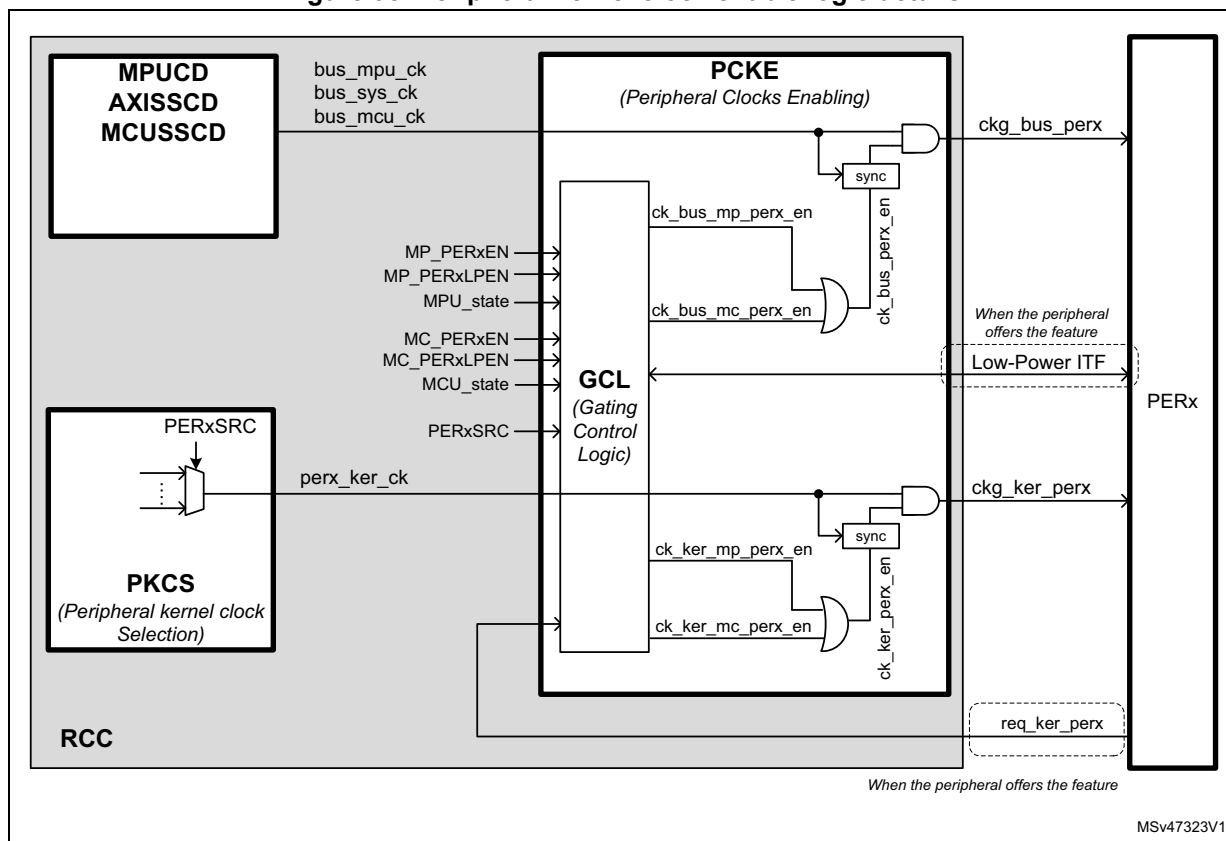 MPUCD
AXISSCD
MCUSSCD
bus_mpu_ck
bus_sys_ck
bus_mcu_ck
PCKE
(Peripheral Clocks Enabling)
ckg_bus_perx
sync
ck_bus_mp_perx_en
ck_bus_perx_en
MP_PERxEN
MP_PERxLPEN
MPU_state
ck_bus_mc_perx_en
MC_PERxEN
MC_PERxLPEN
MCU_state
When the peripheral
offers the feature
Low-Power ITF
GCL
(Gating
Control
Logic)
PERx
PERxSRC
PERxSRC
perx_ker_ck
ckg_ker_perx
sync
ck_ker_mp_perx_en
ck_ker_perx_en
PKCS
(Peripheral kernel clock
Selection)
ck_ker_mc_perx_en
req_ker_perx
RCC
When the peripheral offers the feature
MSv47323V1